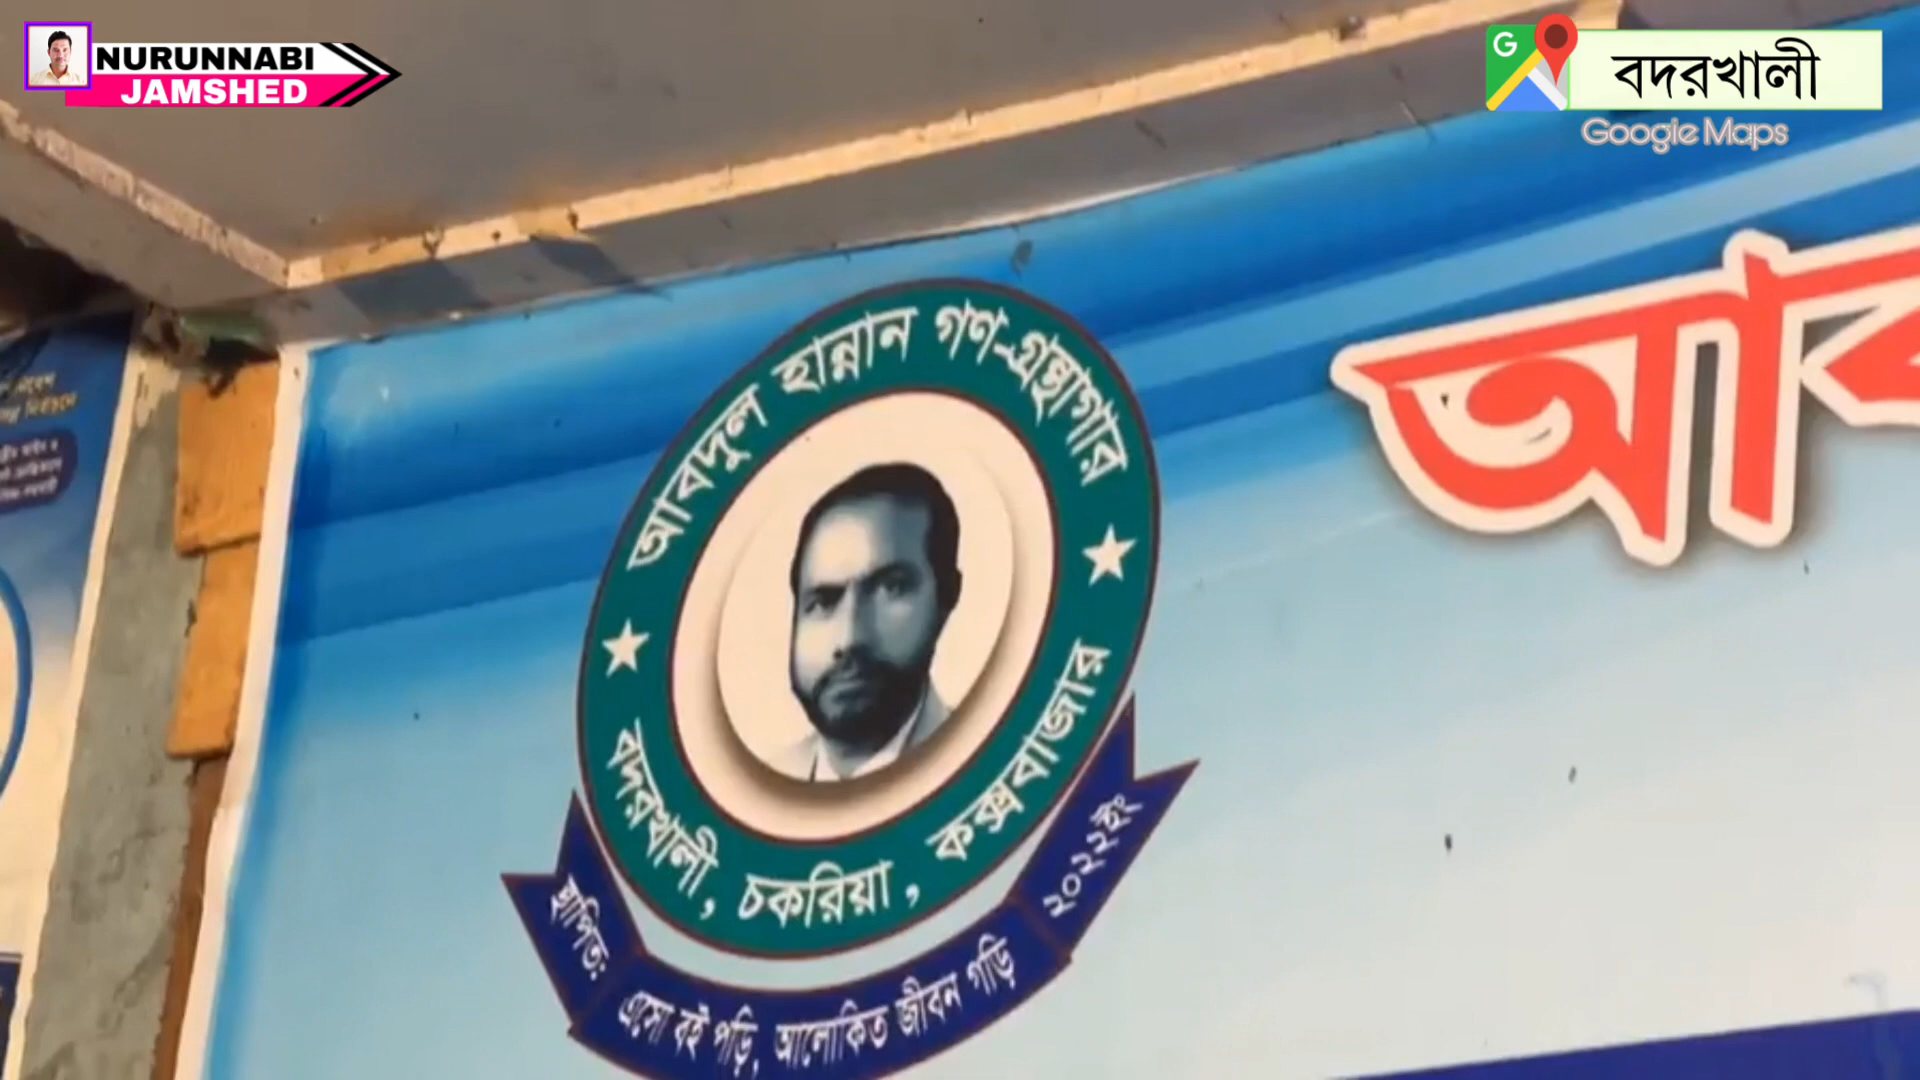 NURUNNABI
JAMSHED
G
বদরখালী
Google Maps
আবদুল হান্নান গণ-গ্রন্থাগার
বদরখালী, চকরিয়া, কক্সবাজার
স্থাপিত:
২০২২ইং
এসো বই পড়ি, আলোকিত জীবন গড়ি